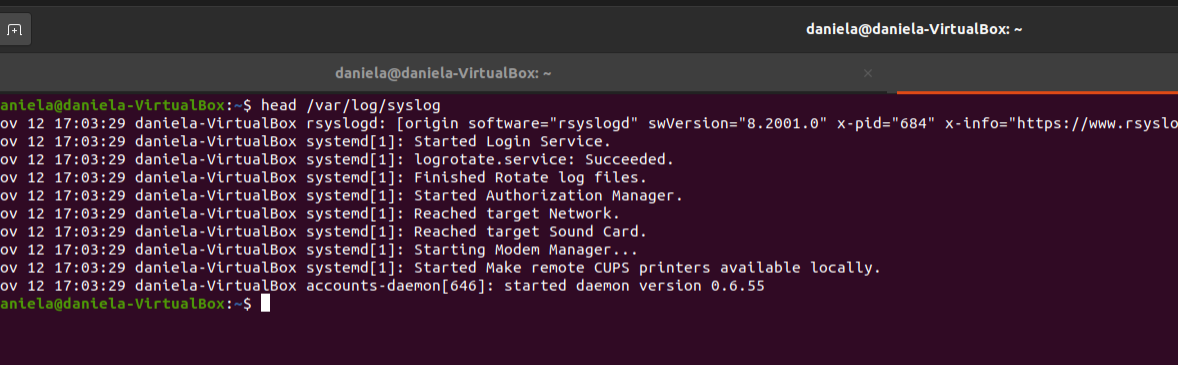 daniela@daniela-VirtualBox: ~
daniela@daniela-VirtualBox: ~ ×
aniela@daniela-VirtualBox:~$ head /var/log/syslog
ov 12 17:03:29 daniela-VirtualBox rsyslogd: [origin software="rsyslogd" swVersion="8.2001.0" x-pid="684" x-info="https://www.rsyslo
ov 12 17:03:29 daniela-VirtualBox systemd[1]: Started Login Service.
ov 12 17:03:29 daniela-VirtualBox systemd[1]: logrotate.service: Succeeded.
ov 12 17:03:29 daniela-VirtualBox systemd[1]: Finished Rotate log files.
ov 12 17:03:29 daniela-VirtualBox systemd[1]: Started Authorization Manager.
ov 12 17:03:29 daniela-VirtualBox systemd[1]: Reached target Network.
ov 12 17:03:29 daniela-VirtualBox systemd[1]: Reached target Sound Card.
ov 12 17:03:29 daniela-VirtualBox systemd[1]: Starting Modem Manager...
ov 12 17:03:29 daniela-VirtualBox systemd[1]: Started Make remote CUPS printers available locally.
ov 12 17:03:29 daniela-VirtualBox accounts-daemon[646]: started daemon version 0.6.55
aniela@daniela-VirtualBox:~$